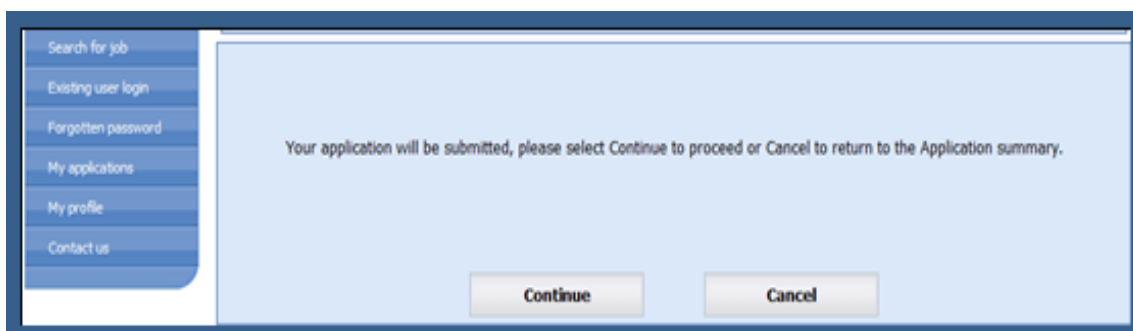 Search for job
Existing user login
Forgotten password
My applications
My profile
Contact us
Your application will be submitted, please select Continue to proceed or Cancel to return to the Application summary.
Continue
Cancel